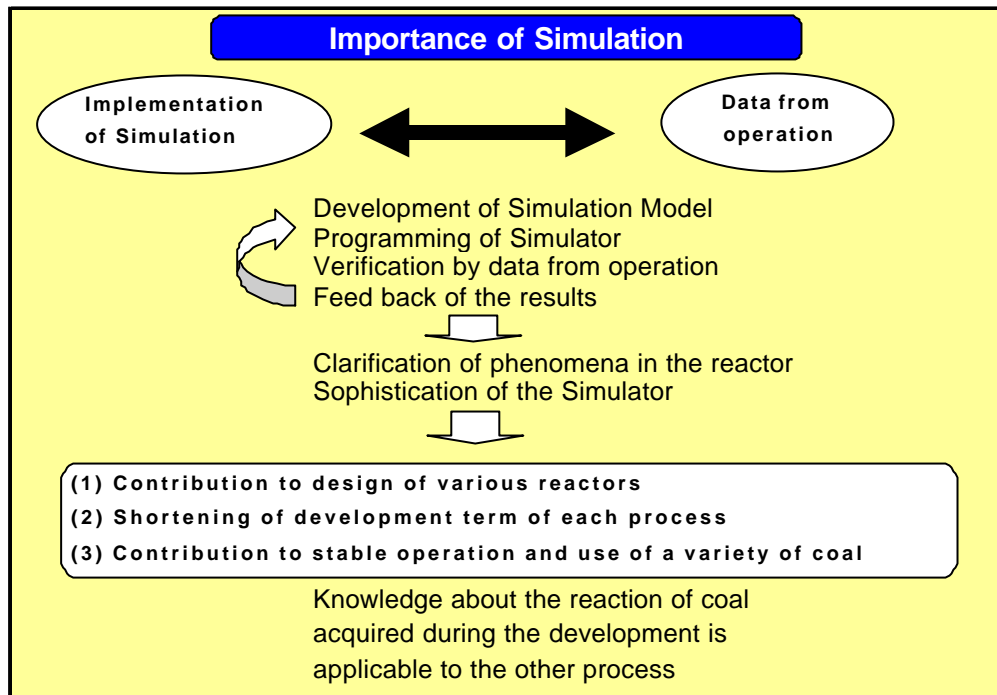 Importance of Simulation
Implementation
of Simulation
Data from
operation
Development of Simulation Model
Programming of Simulator
Verification by data from operation
Feed back of the results
Clarification of phenomena in the reactor
Sophistication of the Simulator
(1) Contribution to design of various reactors
(2) Shortening of development term of each process
(3) Contribution to stable operation and use of a variety of coal
Knowledge about the reaction of coal
acquired during the development is
applicable to the other process